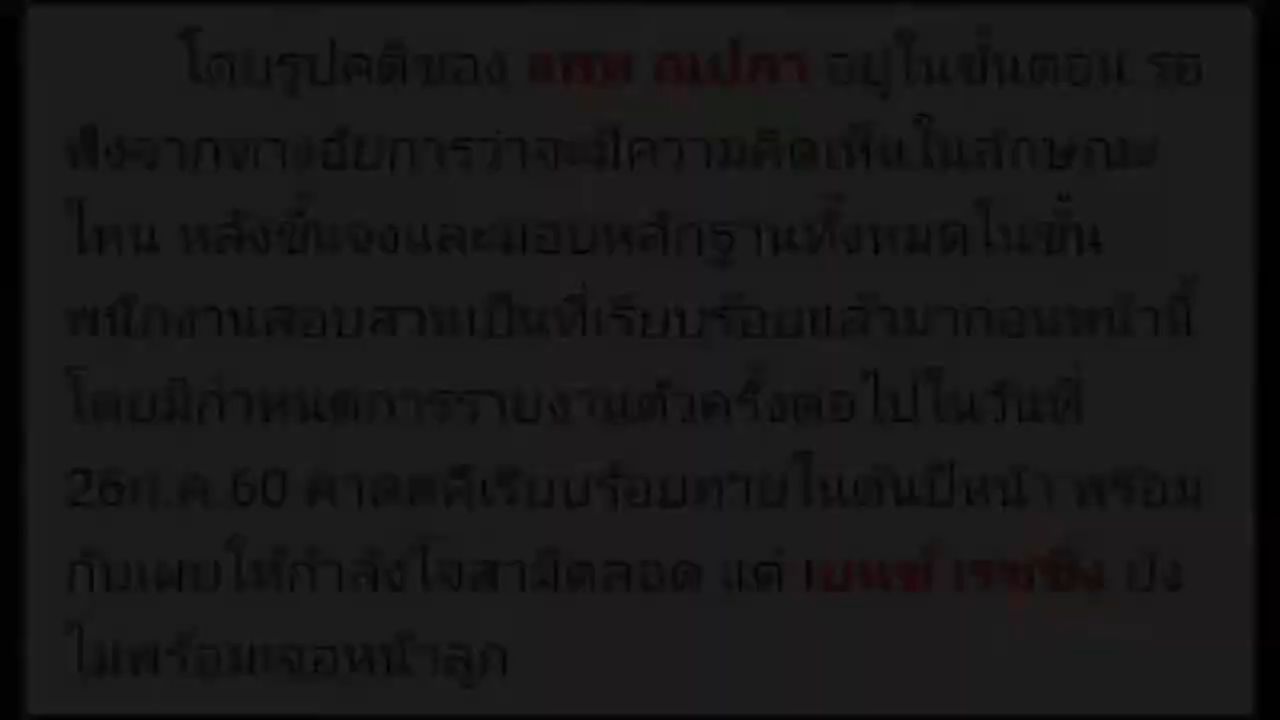 โดยรูปคดีของ แพท ณปภา อยู่ในขั้นตอน รอ
ฟังจากทางอัยการว่าจะมีความคิดเห็นในลักษณะ
ไหน หลังชี้แจงและมอบหลักฐานทั้งหมดในชั้น
พนักงานสอบสวนเป็นที่เรียบร้อยแล้วมาก่อนหน้านี้
โดยมีกำหนดการรายงานตัวครั้งต่อไปในวันที่
26ก.ค.60 คาดคดีเรียบร้อยภายในต้นปีหน้า พร้อม
กับเผยให้กำลังใจสามีตลอด แต่ เบนซ์ เรซซิ่ง ยัง
ไม่พร้อมเจอหน้าลูก